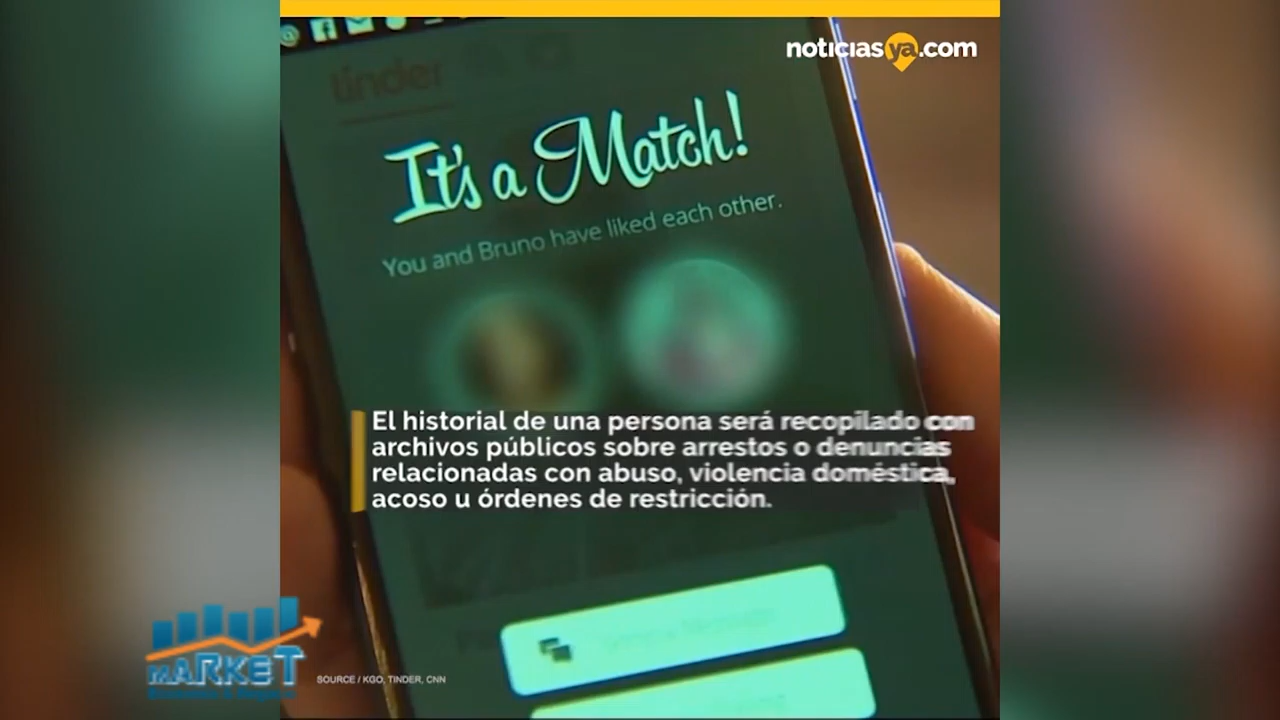 noticiasya.com
tinder
It's a Match!
You and Bruno have liked each other.
El historial de una persona será recopilado con
archivos públicos sobre arrestos o denuncias
relacionadas con abuso, violencia doméstica,
acoso u órdenes de restricción.
MARKET
SOURCE / KGO, TINDER, CNN